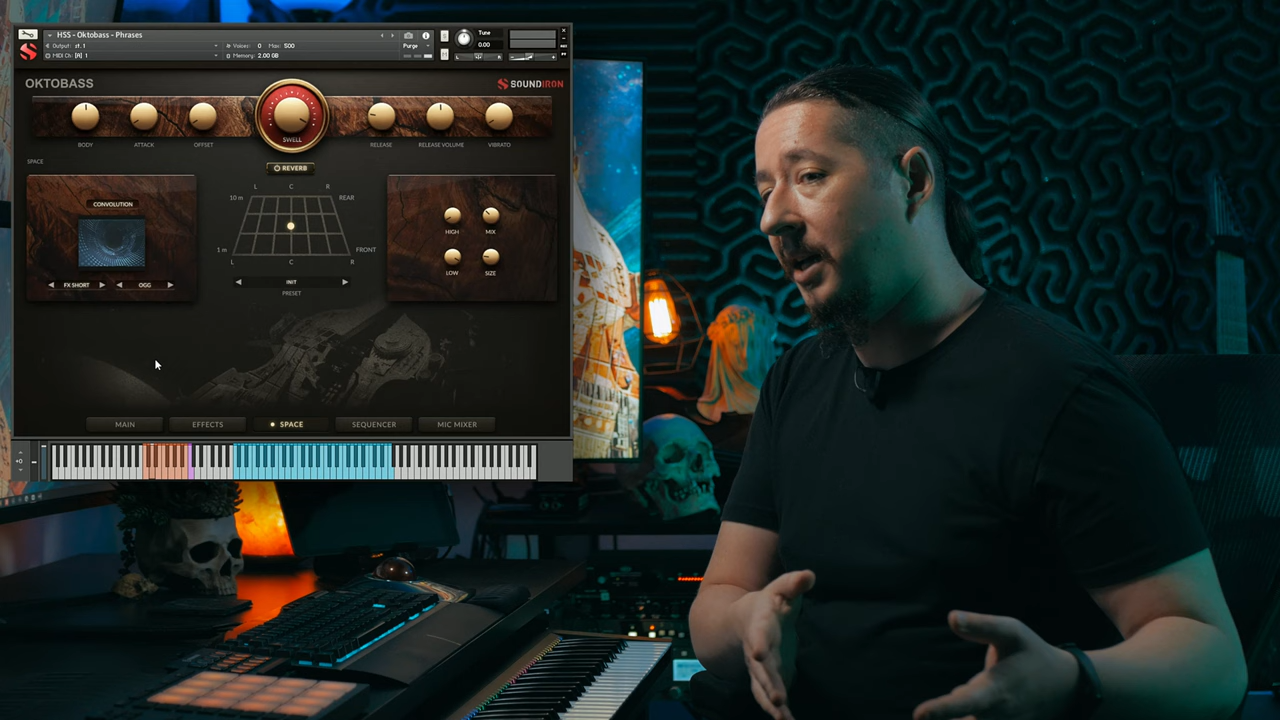 HSS - Oktobass - Phrases
Output: st.1
Voices: 0 Max: 500
Purge
MIDI Ch: [A] 1
Memory: 2.00 GB
Tune
0.00
OKTOBASS
SOUNDIRON
SWELL
BODY
ATTACK
OFFSET
RELEASE
RELEASE VOLUME
VIBRATO
SPACE
REVERB
L C R
10 m
REAR
CONVOLUTION
HIGH
MIX
1 m
FRONT
L C R
LOW
SIZE
FX SHORT
OGG
INIT
PRESET
MAIN
EFFECTS
SPACE
SEQUENCER
MIC MIXER
+0